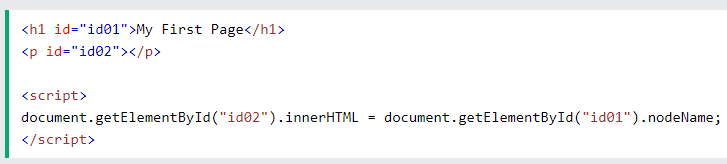 <h1 id="id01">My First Page</h1>
<p id="id02"></p>
<script>
document.getElementById("id02").innerHTML = document.getElementById("id01").nodeName;
</script>